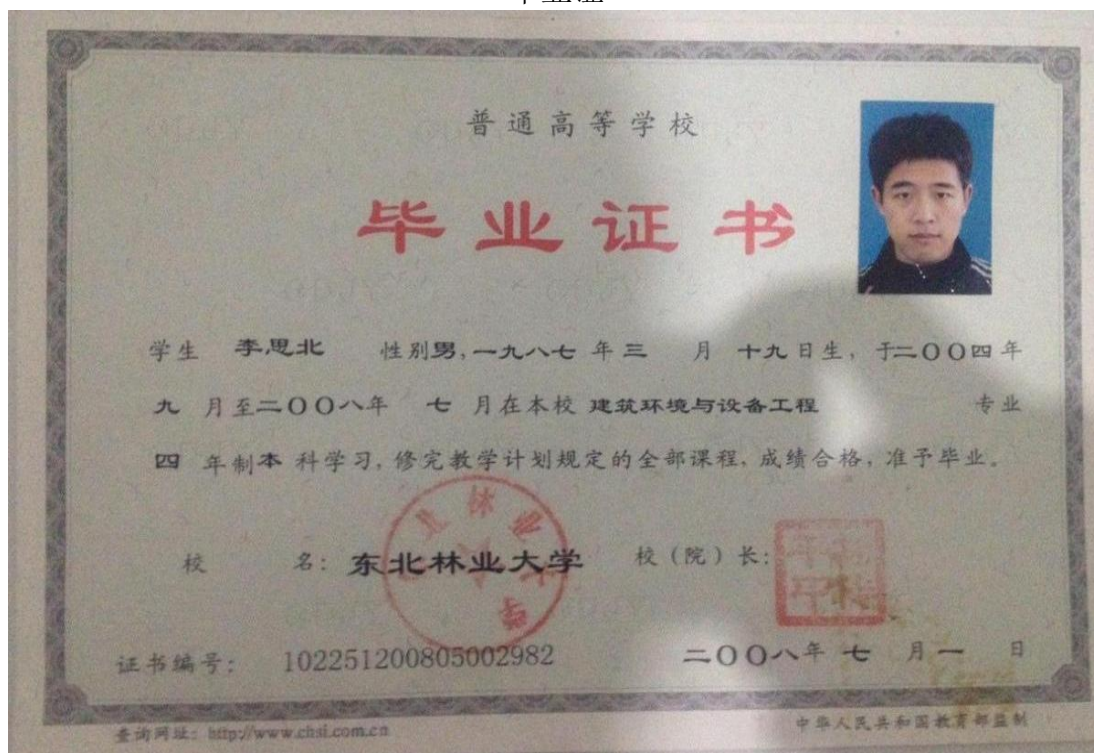 毕业证
普通高等学校
毕业证书
学生 李思北 性别男,一九八七年三 月 十九日生, 于二〇〇四年
九 月至二〇〇八年 七 月在本校 建筑环境与设备工程 专业
四 年制本 科学习, 修完教学计划规定的全部课程, 成绩合格, 准予毕业。
校 名: 东北林业大学 校(院)长:
证书编号: 102251200805002982 二〇〇八年 七 月 一 日
查询网址: http://www.chsi.com.cn 中华人民共和国教育部监制